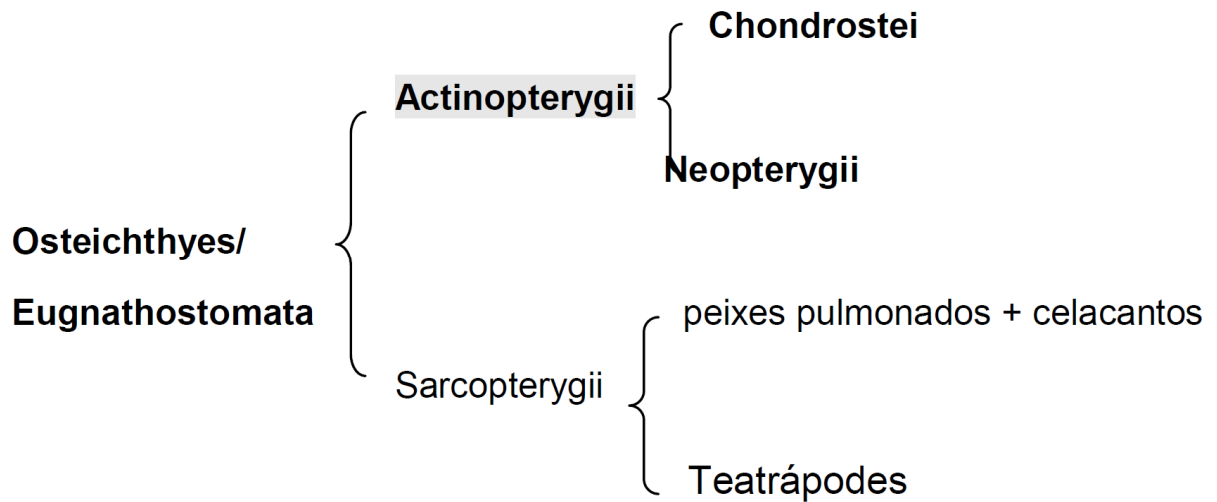 Chondrostei
Actinopterygii
Neopterygii
Osteichthyes/
Eugnathostomata
peixes pulmonados + celacantos
Sarcopterygii
Teatrápodes